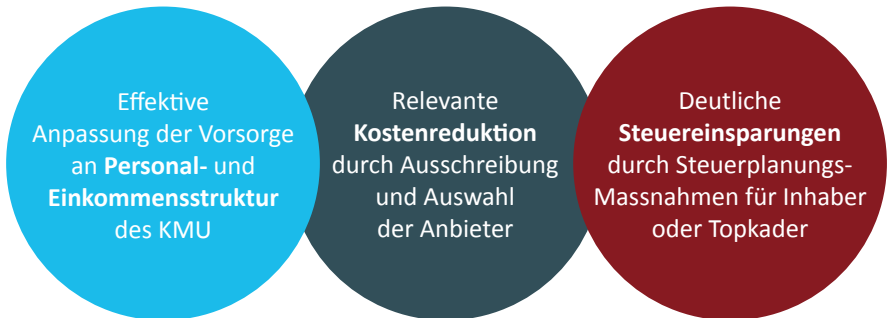 Effektive
Anpassung der Vorsorge
an Personal- und
Einkommensstruktur
des KMU
Relevante
Kostenreduktion
durch Ausschreibung
und Auswahl
der Anbieter
Deutliche
Steuereinsparungen
durch Steuerplanungs-
Massnahmen für Inhaber
oder Topkader